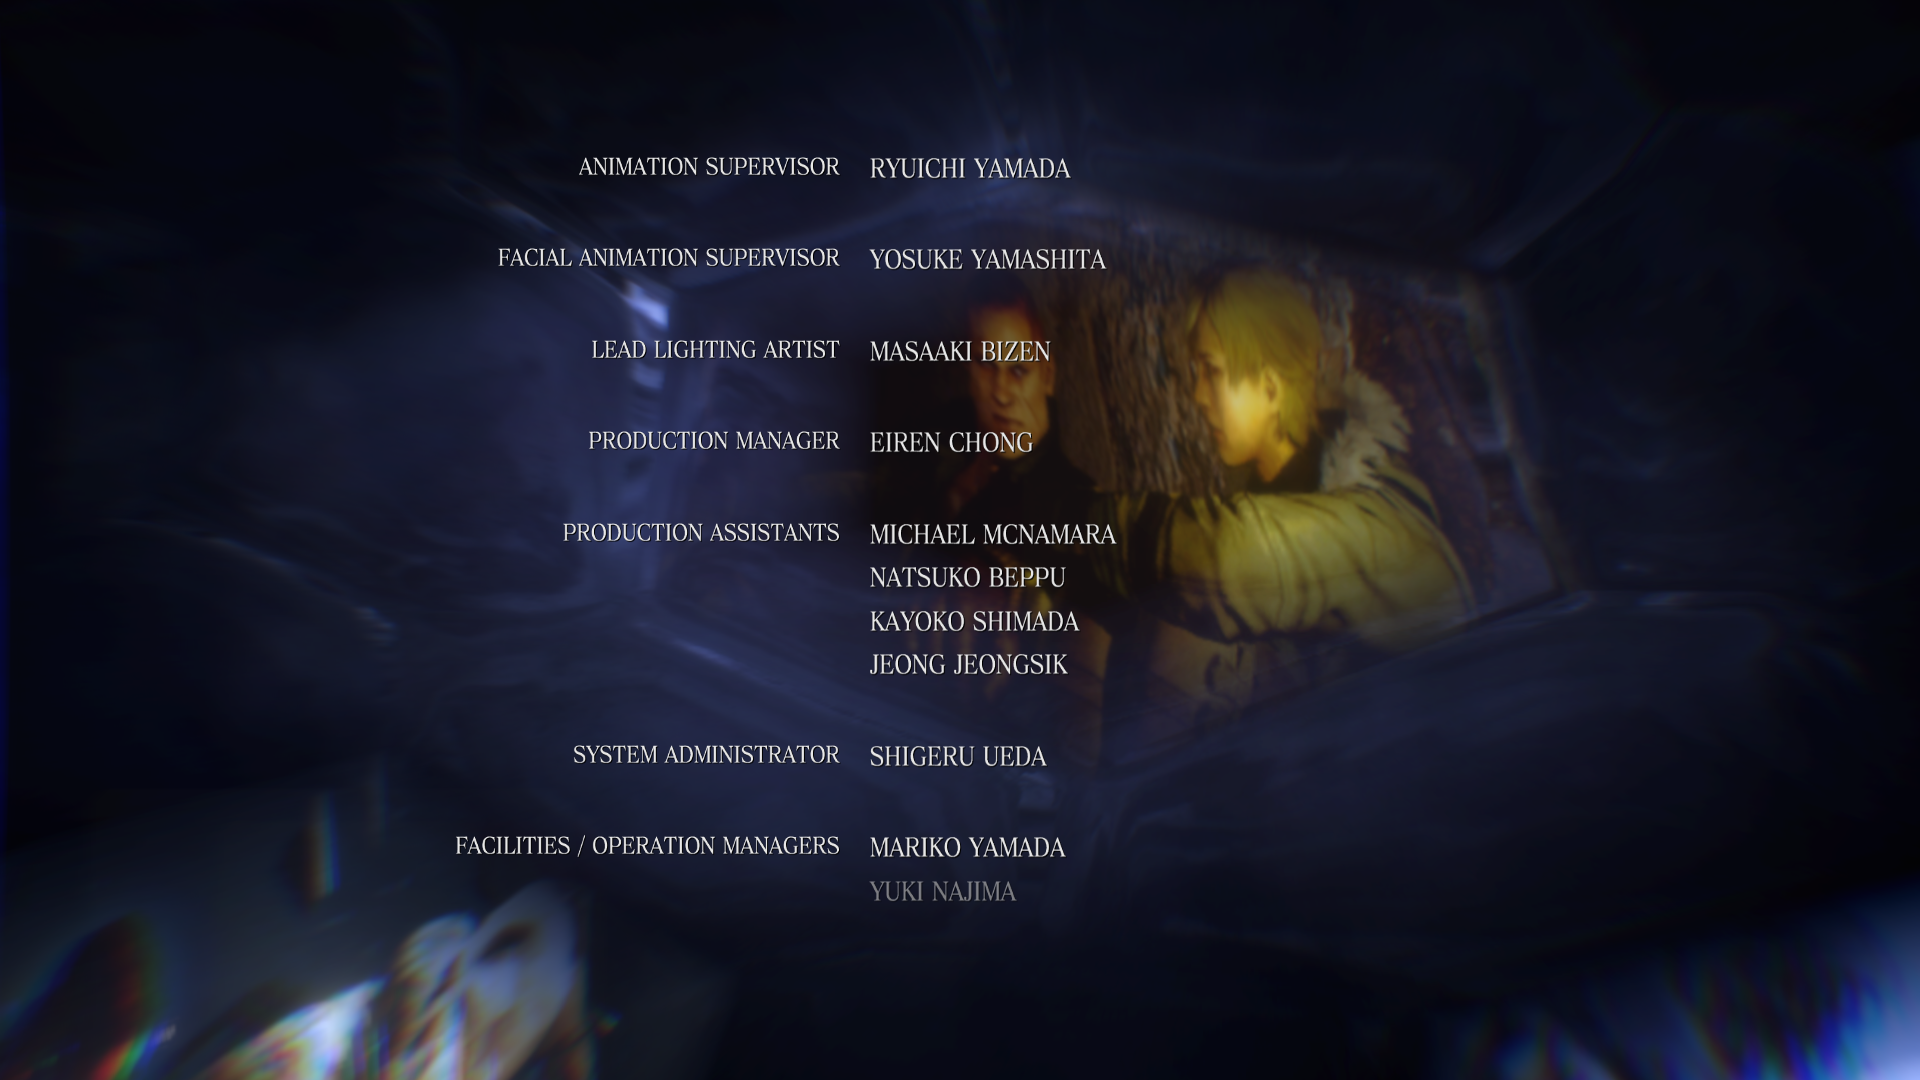 ANIMATION SUPERVISOR RYUICHI YAMADA
FACIAL ANIMATION SUPERVISOR YOSUKE YAMASHITA
LEAD LIGHTING ARTIST MASAAKI BIZEN
PRODUCTION MANAGER EIREN CHONG
PRODUCTION ASSISTANTS MICHAEL MCNAMARA
NATSUKO BEPPU
KAYOKO SHIMADA
JEONG JEONGSIK
SYSTEM ADMINISTRATOR SHIGERU UEDA
FACILITIES / OPERATION MANAGERS MARIKO YAMADA
YUKI NAJIMA